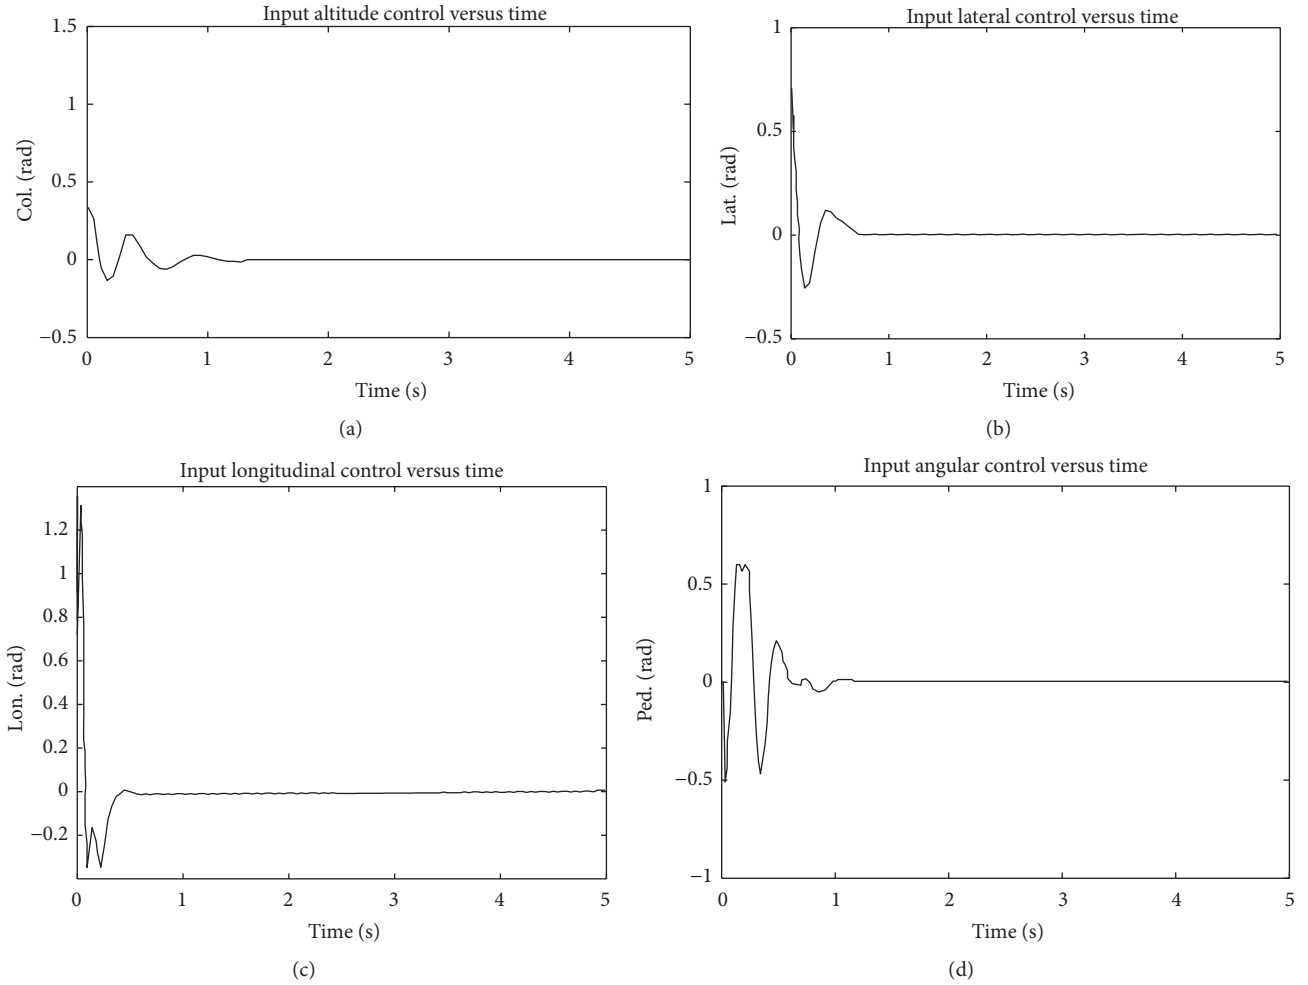 Input altitude control versus time
1.5
1
0.5
0
−0.5
Col. (rad)
0 1 2 3 4 5
Time (s)
(a)
Input lateral control versus time
1
0.5
0
−0.5
Lat. (rad)
0 1 2 3 4 5
Time (s)
(b)
Input longitudinal control versus time
1.2
1
0.8
0.6
0.4
0.2
0
−0.2
Lon. (rad)
0 1 2 3 4 5
Time (s)
(c)
Input angular control versus time
1
0.5
0
−0.5
−1
Ped. (rad)
0 1 2 3 4 5
Time (s)
(d)